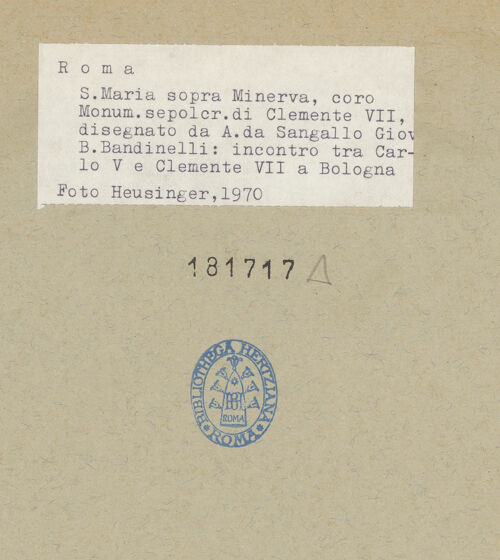 R o m a
S.Maria sopra Minerva, coro
Monum.sepolcr.di Clemente VII,
disegnato da A.da Sangallo Giov
B.Bandinelli: incontro tra Car-
lo V e Clemente VII a Bologna
Foto Heusinger,1970
181717
BIBLIOTHECA HERTZIANA
ROMA
ROMA